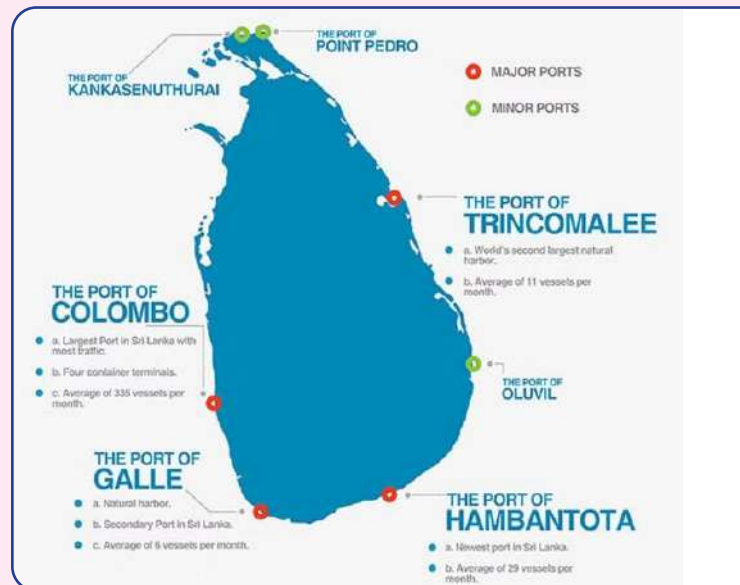 THE PORT OF
POINT PEDRO
THE PORT OF
KANKASENUTHURAI
MAJOR PORTS
MINOR PORTS
THE PORT OF
TRINCOMALEE
a. World's second largest natural
harbor.
b. Average of 11 vessels per
month.
THE PORT OF
COLOMBO
a. Largest Port in Sri Lanka with
most traffic.
b. Four container terminals.
c. Average of 335 vessels per
month.
THE PORT OF
OLUVIL
THE PORT OF
GALLE
a. Natural harbor.
b. Secondary Port in Sri Lanka.
c. Average of 6 vessels per month.
THE PORT OF
HAMBANTOTA
a. Newest port in Sri Lanka.
b. Average of 29 vessels per
month.